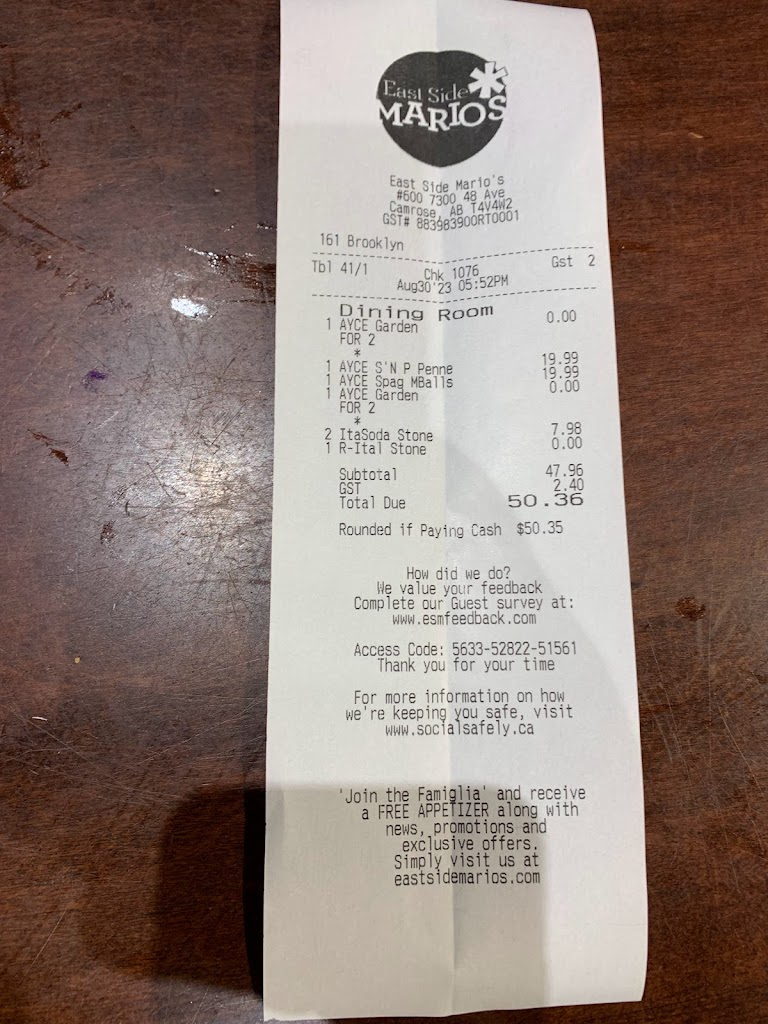 East Side
MARIOS
East Side Mario's
#600 7300 48 Ave
Camrose, AB T4V4W2
GST# 883983900RT0001
161 Brooklyn
Tbl 41/1 Chk 1076 Gst 2
Aug30'23 05:52PM
Dining Room
1 AYCE Garden 0.00
FOR 2
*
1 AYCE S'N P Penne 19.99
1 AYCE Spag MBalls 19.99
1 AYCE Garden 0.00
FOR 2
*
2 ItaSoda Stone 7.98
1 R-Ital Stone 0.00
Subtotal 47.96
GST 2.40
Total Due 50.36
Rounded if Paying Cash $50.35
How did we do?
We value your feedback
Complete our Guest survey at:
www.esmfeedback.com
Access Code: 5633-52822-51561
Thank you for your time
For more information on how
we're keeping you safe, visit
www.socialsafely.ca
'Join the Famiglia' and receive
a FREE APPETIZER along with
news, promotions and
exclusive offers.
Simply visit us at
eastsidemarios.com